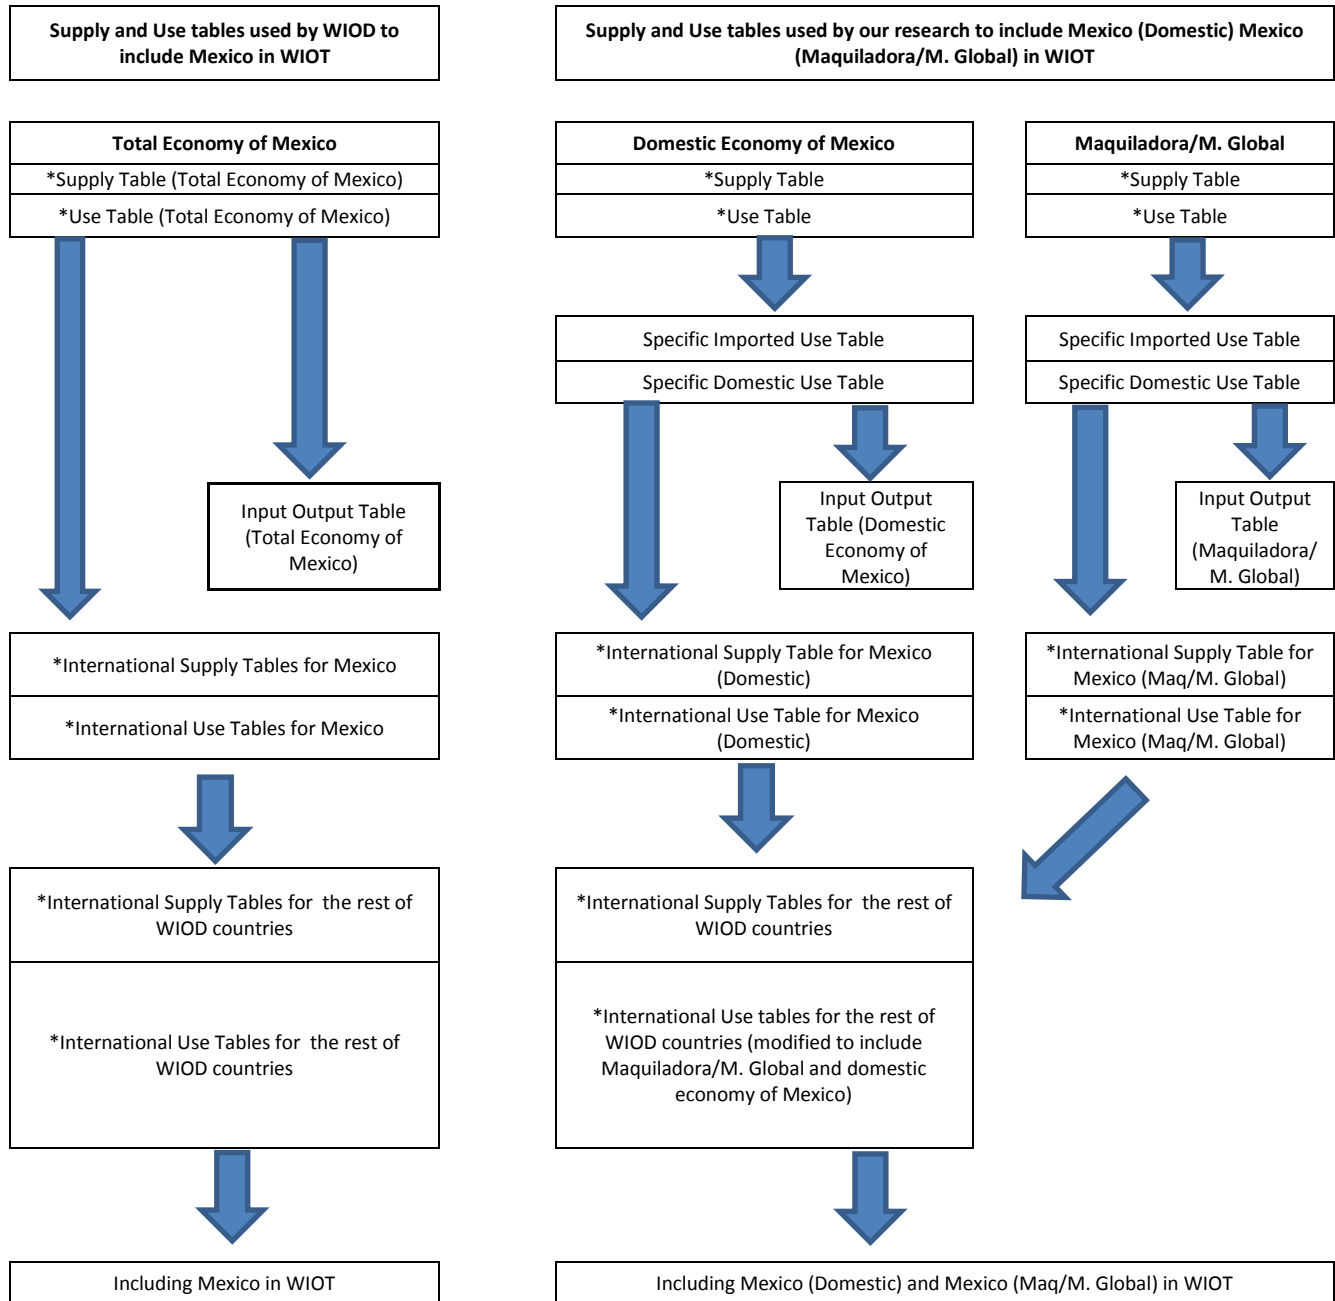 Supply and Use tables used by WIOD to
include Mexico in WIOT
Supply and Use tables used by our research to include Mexico (Domestic) Mexico
(Maquiladora/M. Global) in WIOT
Total Economy of Mexico
*Supply Table (Total Economy of Mexico)
*Use Table (Total Economy of Mexico)
Domestic Economy of Mexico
*Supply Table
*Use Table
Maquiladora/M. Global
*Supply Table
*Use Table
Specific Imported Use Table
Specific Domestic Use Table
Specific Imported Use Table
Specific Domestic Use Table
Input Output Table
(Total Economy of
Mexico)
Input Output
Table (Domestic
Economy of
Mexico)
Input Output
Table
(Maquiladora/
M. Global)
*International Supply Tables for Mexico
*International Use Tables for Mexico
*International Supply Table for Mexico
(Domestic)
*International Use Table for Mexico
(Domestic)
*International Supply Table for
Mexico (Maq/M. Global)
*International Use Table for
Mexico (Maq/M. Global)
*International Supply Tables for  the rest of
WIOD countries
*International Use Tables for  the rest of
WIOD countries
*International Supply Tables for  the rest of
WIOD countries
*International Use tables for the rest of
WIOD countries (modified to include
Maquiladora/M. Global and domestic
economy of Mexico)
Including Mexico in WIOT
Including Mexico (Domestic) and Mexico (Maq/M. Global) in WIOT